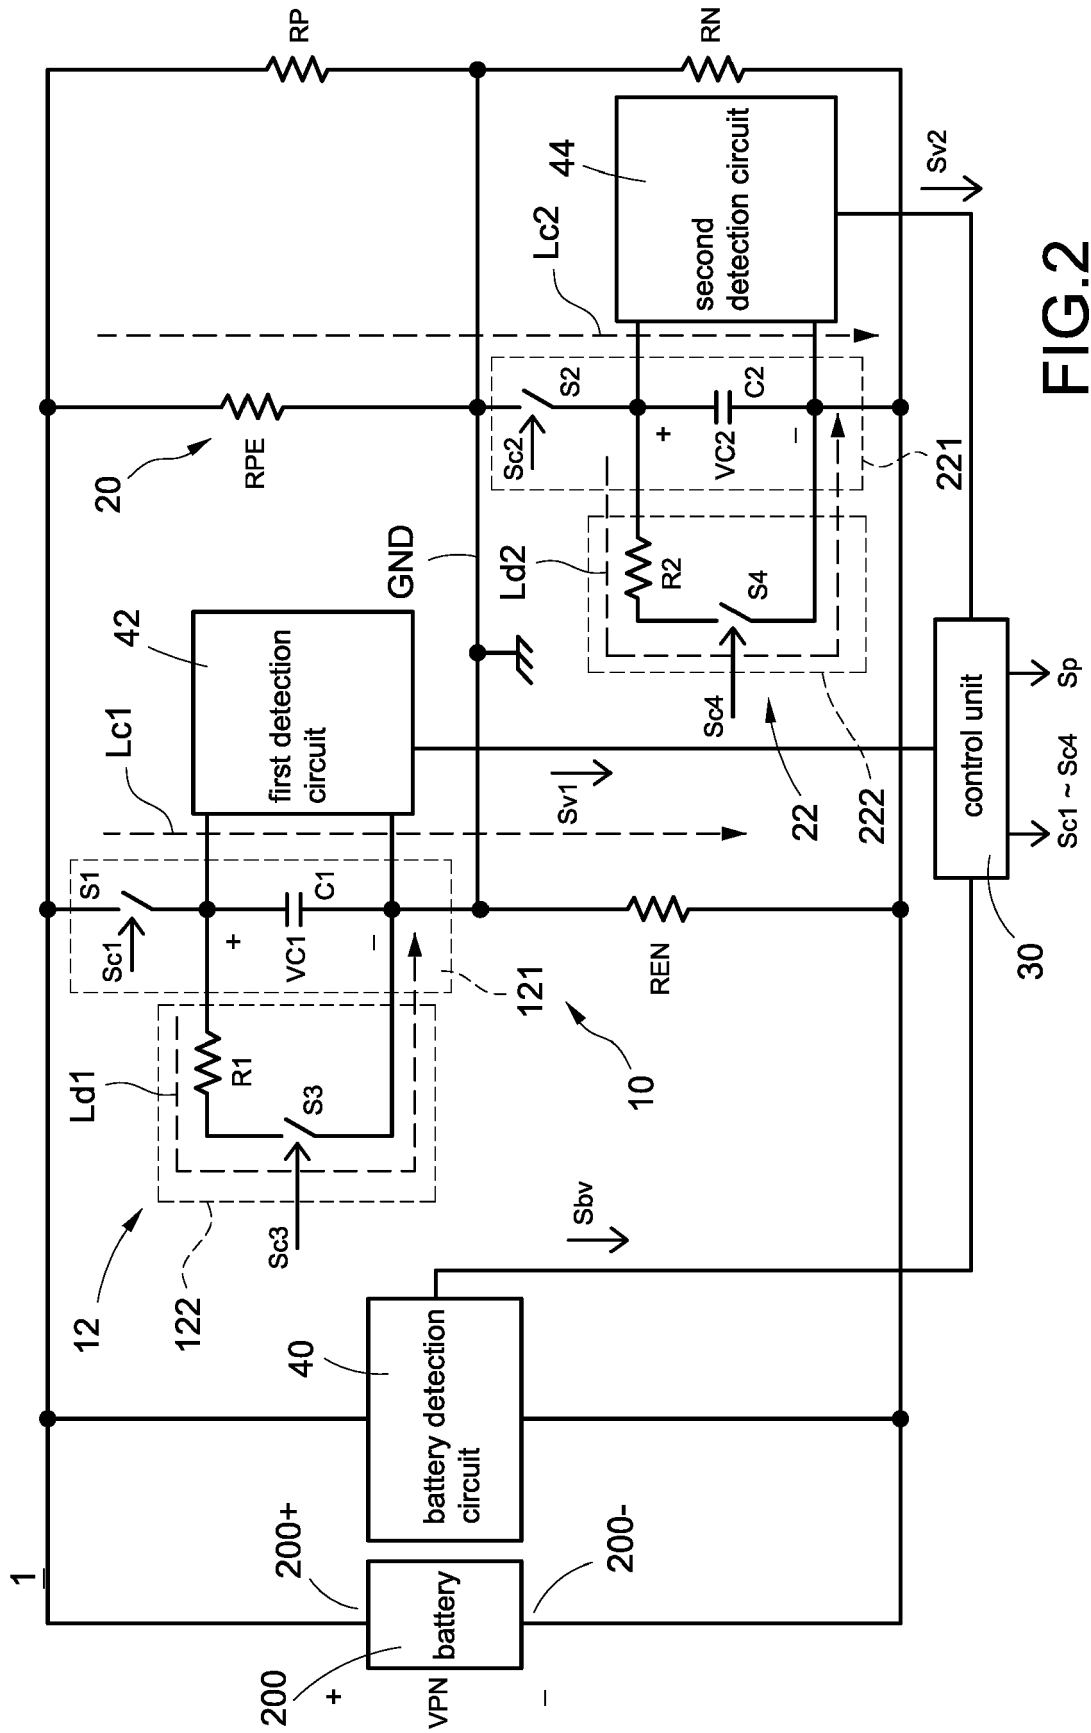 1
200
200+
+
VPN
−
battery
200-
40
battery detection
circuit
Sbv
12
122
Ld1
R1
S3
Sc3
Sc1
S1
+
VC1
−
C1
121
10
Lc1
42
first detection
circuit
Sv1
GND
REN
20
RPE
Lc2
Sc2
S2
+
VC2
−
C2
221
Ld2
R2
S4
Sc4
22
222
44
second
detection circuit
Sv2
RP
RN
30
control unit
Sc1 ~ Sc4
Sp
FIG.2